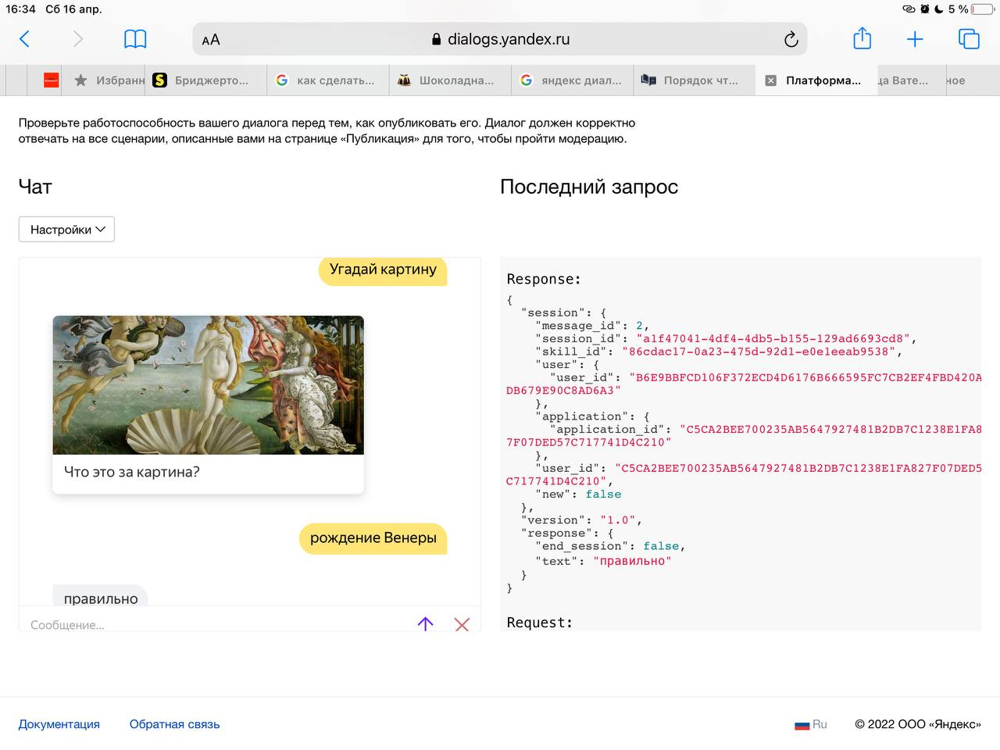 16:34 Сб 16 апр.
5 %
АА
dialogs.yandex.ru
Избранн
Бриджерто...
как сделать...
Шоколадна...
яндекс диал...
Порядок чт...
Платформа...
ца Вате...
ное
Проверьте работоспособность вашего диалога перед тем, как опубликовать его. Диалог должен корректно
отвечать на все сценарии, описанные вами на странице «Публикация» для того, чтобы пройти модерацию.
Чат
Настройки
Угадай картину
Что это за картина?
рождение Венеры
правильно
Сообщение...
Последний запрос
Response:
{
"session": {
"message_id": 2,
"session_id": "a1f47041-4df4-4db5-b155-129ad6693cd8",
"skill_id": "86cdac17-0a23-475d-92d1-e0e1eeab9538",
"user": {
"user_id": "B6E9BBFCD106F372ECD4D6176B666595FC7CB2EF4FBD420A
DB679E90C8AD6A3"
},
"application": {
"application_id": "C5CA2BEE700235AB5647927481B2DB7C1238E1FA8
7F07DED57C717741D4C210"
},
"user_id": "C5CA2BEE700235AB5647927481B2DB7C1238E1FA827F07DED5
C717741D4C210",
"new": false
},
"version": "1.0",
"response": {
"end_session": false,
"text": "правильно"
}
}
Request:
Документация
Обратная связь
Ru
© 2022 ООО «Яндекс»